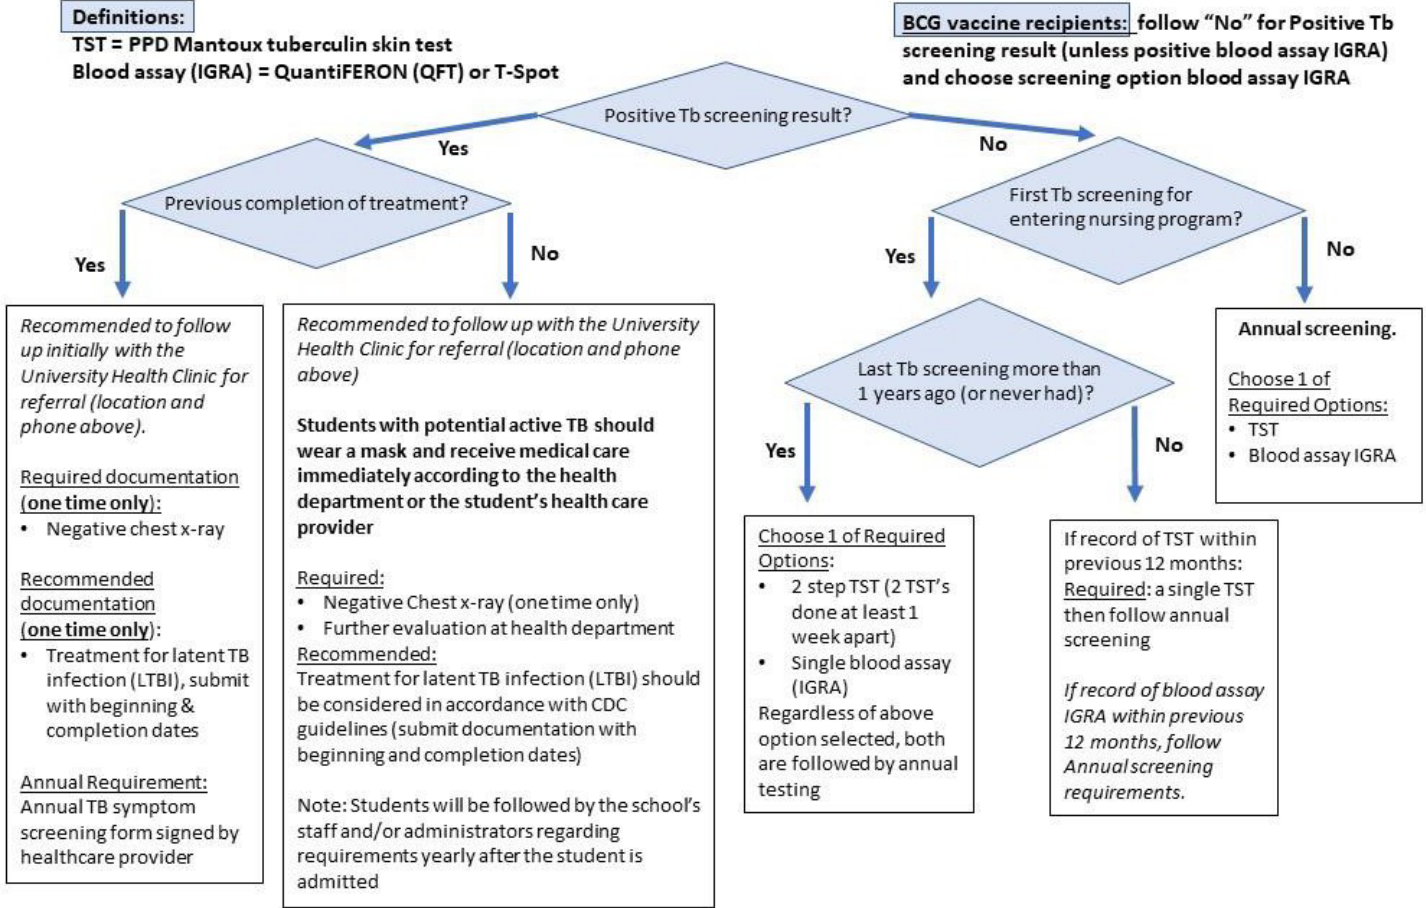 Definitions:
TST = PPD Mantoux tuberculin skin test
Blood assay (IGRA) = QuantiFERON (QFT) or T-Spot
BCG vaccine recipients: follow “No” for Positive Tb
screening result (unless positive blood assay IGRA)
and choose screening option blood assay IGRA
Positive Tb screening result?
Yes
No
Previous completion of treatment?
First Tb screening for
entering nursing program?
Yes
No
Yes
No
Recommended to follow
up initially with the
University Health Clinic for
referral (location and
phone above).
Required documentation
(one time only):
• Negative chest x-ray
Recommended
documentation
(one time only):
• Treatment for latent TB
infection (LTBI), submit
with beginning &
completion dates
Annual Requirement:
Annual TB symptom
screening form signed by
healthcare provider
Recommended to follow up with the University
Health Clinic for referral (location and phone
above)
Students with potential active TB should
wear a mask and receive medical care
immediately according to the health
department or the student’s health care
provider
Required:
• Negative Chest x-ray (one time only)
• Further evaluation at health department
Recommended:
Treatment for latent TB infection (LTBI) should
be considered in accordance with CDC
guidelines (submit documentation with
beginning and completion dates)
Note: Students will be followed by the school’s
staff and/or administrators regarding
requirements yearly after the student is
admitted
Last Tb screening more than
1 years ago (or never had)?
Yes
No
Annual screening.
Choose 1 of
Required Options:
• TST
• Blood assay IGRA
Choose 1 of Required
Options:
• 2 step TST (2 TST’s
done at least 1
week apart)
• Single blood assay
(IGRA)
Regardless of above
option selected, both
are followed by annual
testing
If record of TST within
previous 12 months:
Required: a single TST
then follow annual
screening
If record of blood assay
IGRA within previous
12 months, follow
Annual screening
requirements.